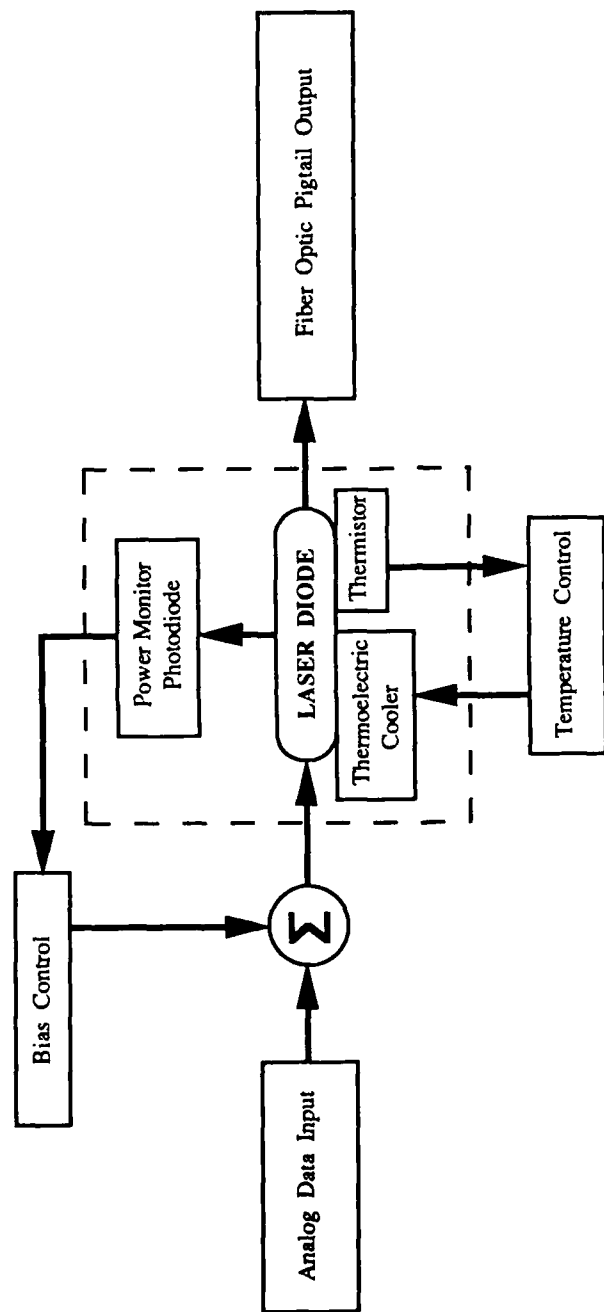 Bias Control
Power Monitor
Photodiode
Analog Data Input
Σ
LASER DIODE
Fiber Optic Pigtail Output
Thermoelectric
Cooler
Thermistor
Temperature Control